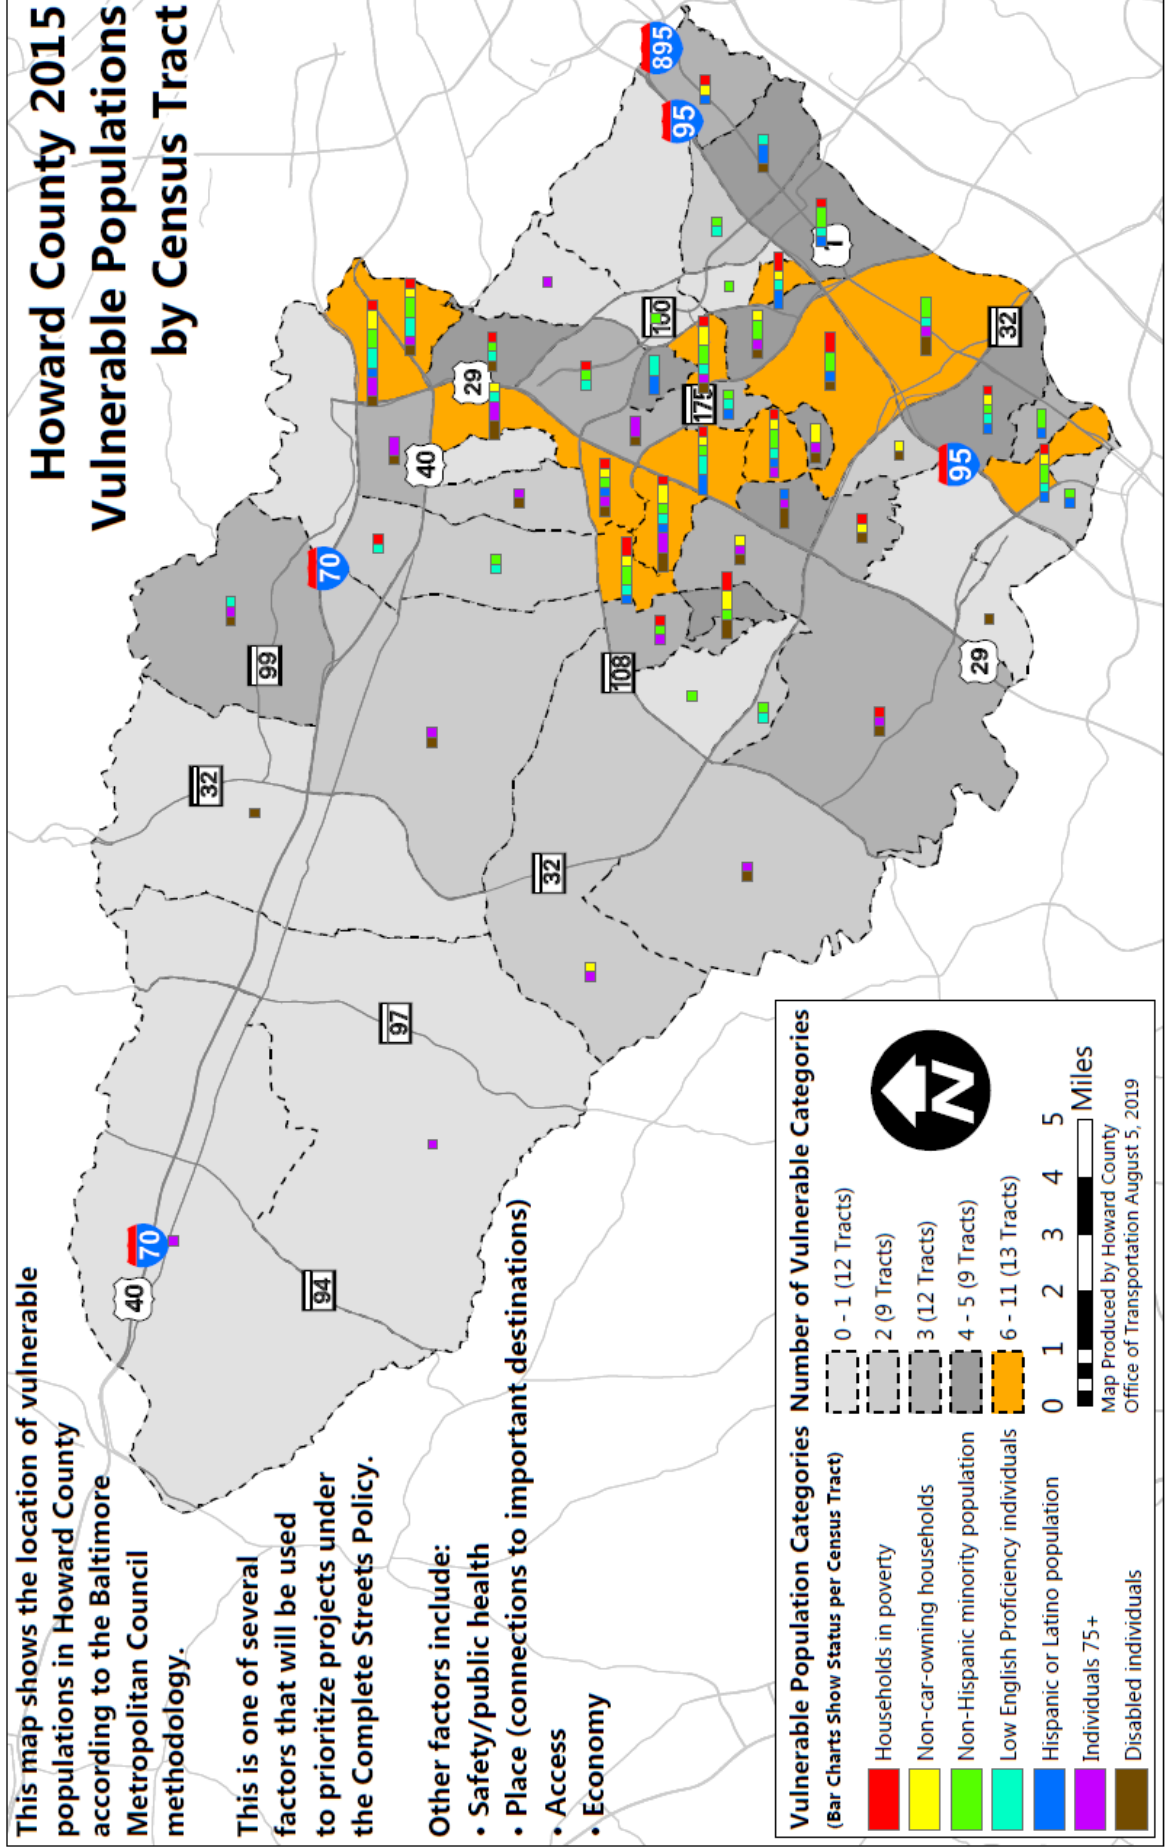 Howard County 2015
Vulnerable Populations
by Census Tract
This map shows the location of vulnerable
populations in Howard County
according to the Baltimore
Metropolitan Council
methodology.
This is one of several
factors that will be used
to prioritize projects under
the Complete Streets Policy.
Other factors include:
• Safety/public health
• Place (connections to important destinations)
• Access
• Economy
40
70
94
97
32
99
70
32
108
40
29
100
175
895
95
1
32
95
29
Vulnerable Population Categories
(Bar Charts Show Status per Census Tract)
Households in poverty
Non-car-owning households
Non-Hispanic minority population
Low English Proficiency individuals
Hispanic or Latino population
Individuals 75+
Disabled individuals
Number of Vulnerable Categories
0 - 1 (12 Tracts)
2 (9 Tracts)
3 (12 Tracts)
4 - 5 (9 Tracts)
6 - 11 (13 Tracts)
N
0 1 2 3 4 5
Miles
Map Produced by Howard County
Office of Transportation August 5, 2019